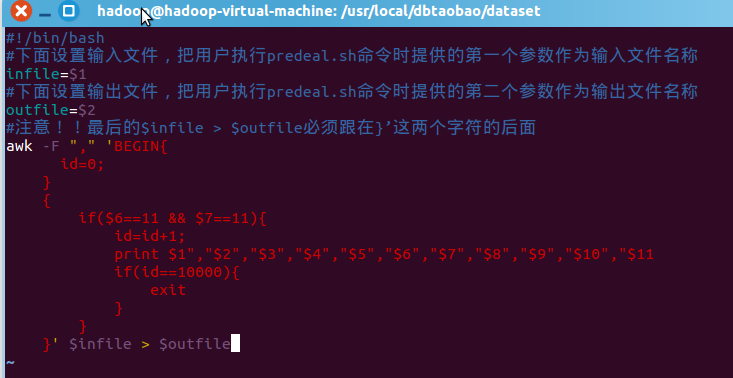 hadoop@hadoop-virtual-machine: /usr/local/dbtaobao/dataset
#!/bin/bash
#下面设置输入文件，把用户执行predeal.sh命令时提供的第一个参数作为输入文件名称
infile=$1
#下面设置输出文件，把用户执行predeal.sh命令时提供的第二个参数作为输出文件名称
outfile=$2
#注意！！最后的$infile > $outfile必须跟在}’这两个字符的后面
awk -F "," 'BEGIN{
      id=0;
    }
    {
        if($6==11 && $7==11){
            id=id+1;
            print $1","$2","$3","$4","$5","$6","$7","$8","$9","$10","$11
            if(id==10000){
                exit
            }
        }
    }' $infile > $outfile
~